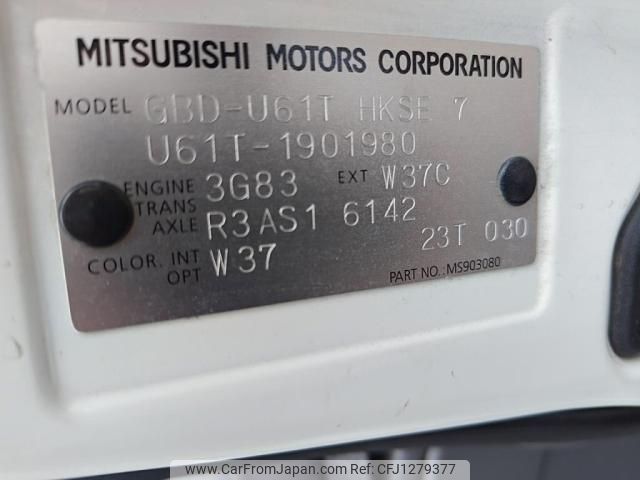 MITSUBISHI MOTORS CORPORATION
MODEL GBD-U61T HKSE 7
U61T-1901980
ENGINE 3G83 EXT W37C
TRANS AXLE R3AS1 6142
23T 030
COLOR. INT OPT W37
PART NO.:MS903080
www.CarFromJapan.com - CFJ1279377